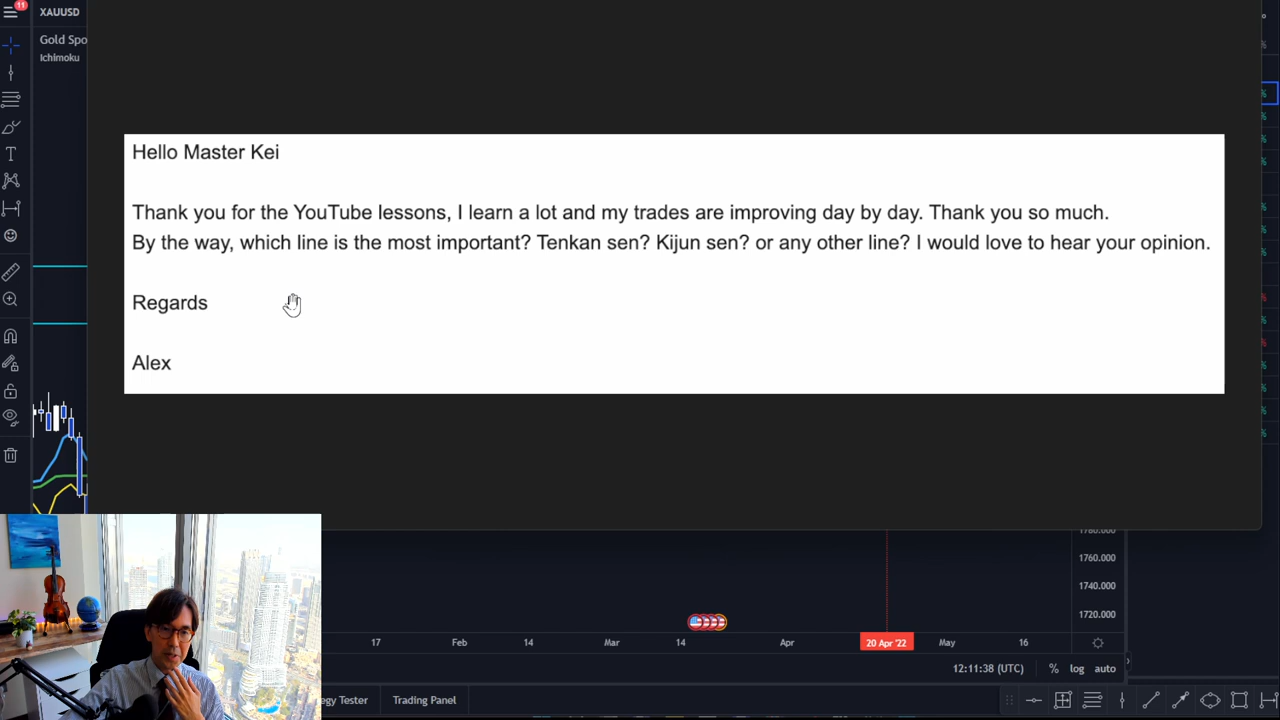 11
XAUUSD
Gold Spo
Ichimoku
Hello Master Kei
Thank you for the YouTube lessons, I learn a lot and my trades are improving day by day. Thank you so much.
By the way, which line is the most important? Tenkan sen? Kijun sen? or any other line? I would love to hear your opinion.
Regards
Alex
1760.000
1740.000
1720.000
17 Feb 14 Mar 14 Apr 20 Apr '22 May 16
12:11:38 (UTC) % log auto
gy Tester Trading Panel